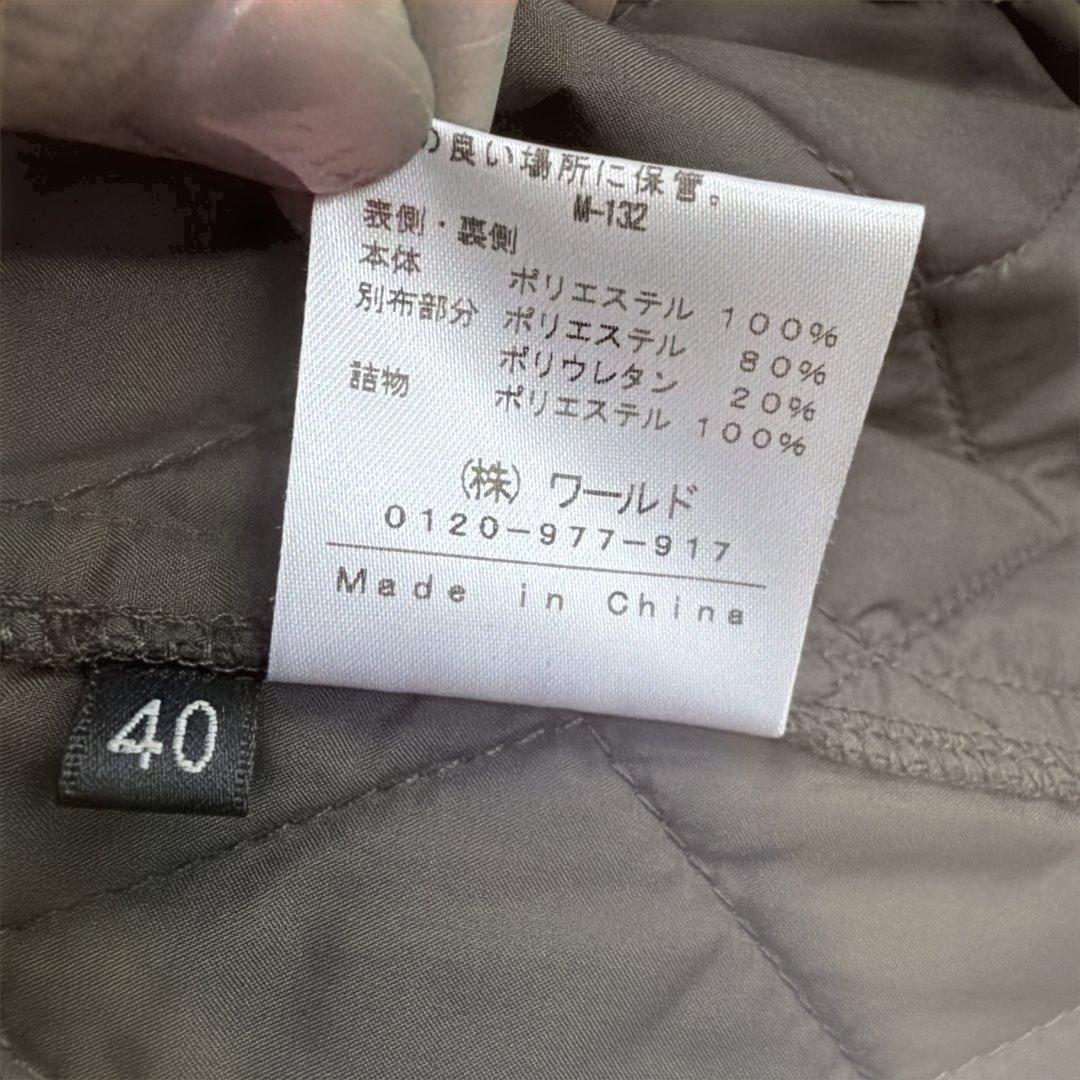 の良い場所に保管。
M-132
表側・裏側
本体 ポリエステル 100%
別布部分 ポリエステル 80%
ポリウレタン 20%
詰物 ポリエステル 100%
(株) ワールド
0120-977-917
Made in China
40